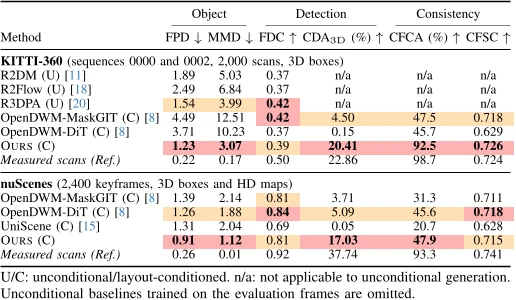 Object Detection Consistency
Method FPD ↓ MMD ↓ FDC ↑ CDA3D (%) ↑ CFCA (%) ↑ CFSC ↑
KITTI-360 (sequences 0000 and 0002, 2,000 scans, 3D boxes)
R2DM (U) [11] 1.89 5.03 0.37 n/a n/a n/a
R2Flow (U) [18] 2.49 6.84 0.37 n/a n/a n/a
R3DPA (U) [20] 1.54 3.99 0.42 n/a n/a n/a
OpenDWM-MaskGIT (C) [8] 4.49 12.51 0.42 4.50 47.5 0.718
OpenDWM-DiT (C) [8] 3.71 10.23 0.37 0.15 45.7 0.629
OURS (C) 1.23 3.07 0.39 20.41 92.5 0.726
Measured scans (Ref.) 0.22 0.17 0.50 22.86 98.7 0.724
nuScenes (2,400 keyframes, 3D boxes and HD maps)
OpenDWM-MaskGIT (C) [8] 1.39 2.14 0.81 3.71 31.3 0.711
OpenDWM-DiT (C) [8] 1.26 1.88 0.84 5.09 45.6 0.718
UniScene (C) [15] 1.31 2.04 0.69 0.05 20.7 0.628
OURS (C) 0.91 1.12 0.81 17.03 47.9 0.715
Measured scans (Ref.) 0.26 0.01 0.92 37.74 93.3 0.741
U/C: unconditional/layout-conditioned. n/a: not applicable to unconditional generation.
Unconditional baselines trained on the evaluation frames are omitted.